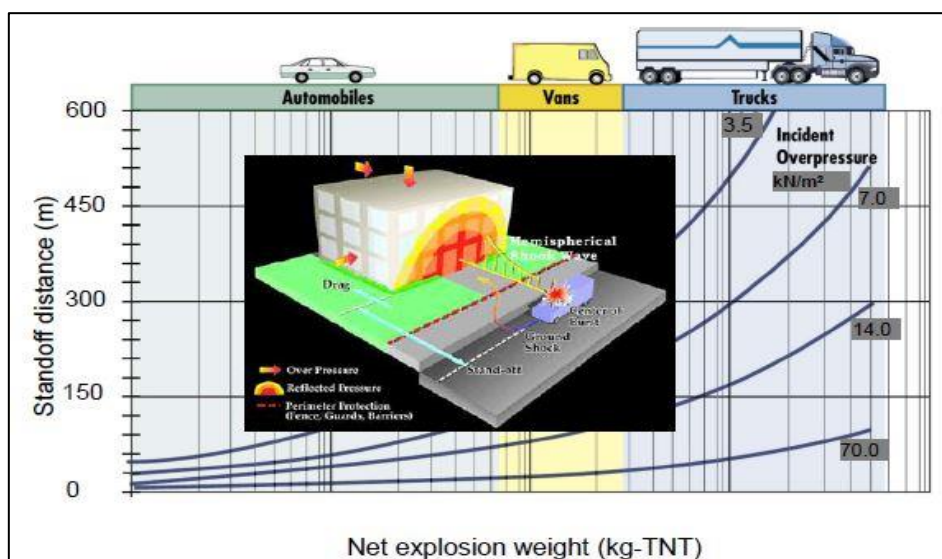 Automobiles
Vans
Trucks
600
450
300
150
0
Standoff distance (m)
Net explosion weight (kg-TNT)
3.5
Incident
Overpressure
kN/m²
7.0
14.0
70.0
Hemispherical
Shock Wave
Drag
Center of
Burst
Ground
Shock
Stand-off
Over Pressure
Reflected Pressure
Perimeter Protection
(Fence, Guards, Barriers)